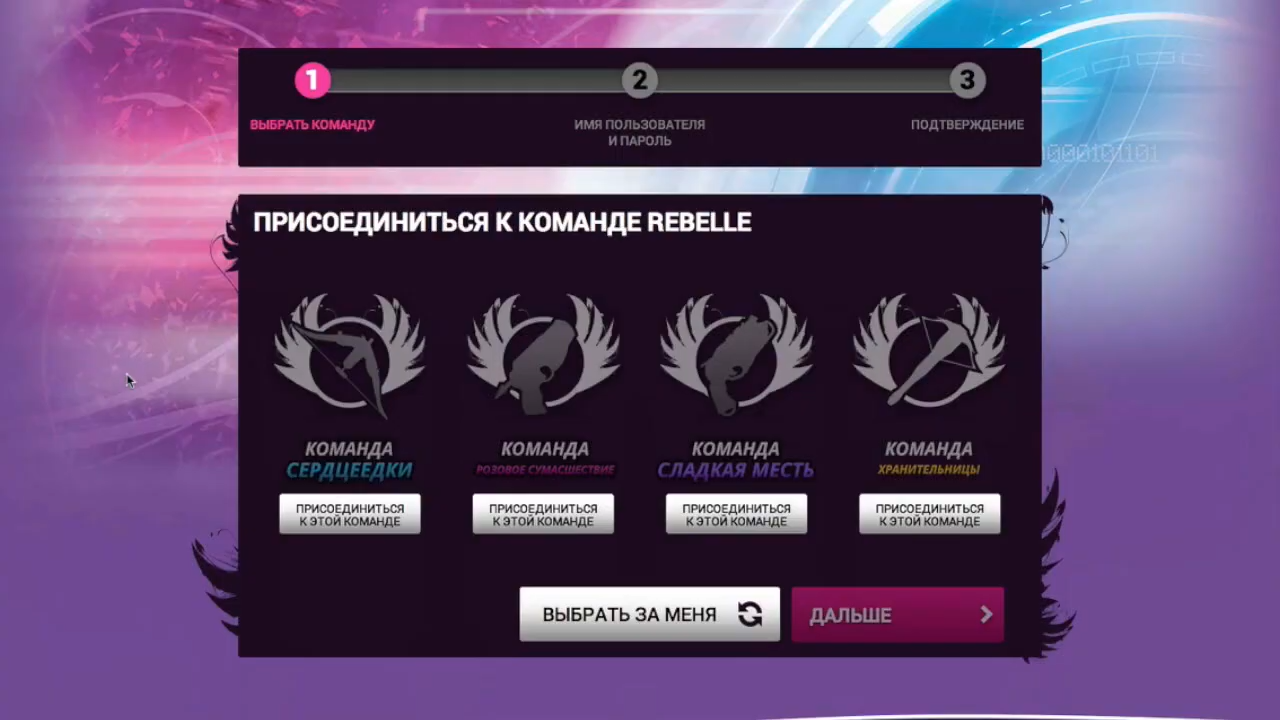 1
2
3
ВЫБРАТЬ КОМАНДУ
ИМЯ ПОЛЬЗОВАТЕЛЯ
И ПАРОЛЬ
ПОДТВЕРЖДЕНИЕ
0000101101
ПРИСОЕДИНИТЬСЯ К КОМАНДЕ REBELLE
КОМАНДА
СЕРДЦЕЕДКИ
ПРИСОЕДИНИТЬСЯ
К ЭТОЙ КОМАНДЕ
КОМАНДА
РОЗОВОЕ СУМАСШЕСТВИЕ
ПРИСОЕДИНИТЬСЯ
К ЭТОЙ КОМАНДЕ
КОМАНДА
СЛАДКАЯ МЕСТЬ
ПРИСОЕДИНИТЬСЯ
К ЭТОЙ КОМАНДЕ
КОМАНДА
ХРАНИТЕЛЬНИЦЫ
ПРИСОЕДИНИТЬСЯ
К ЭТОЙ КОМАНДЕ
ВЫБРАТЬ ЗА МЕНЯ
ДАЛЬШЕ